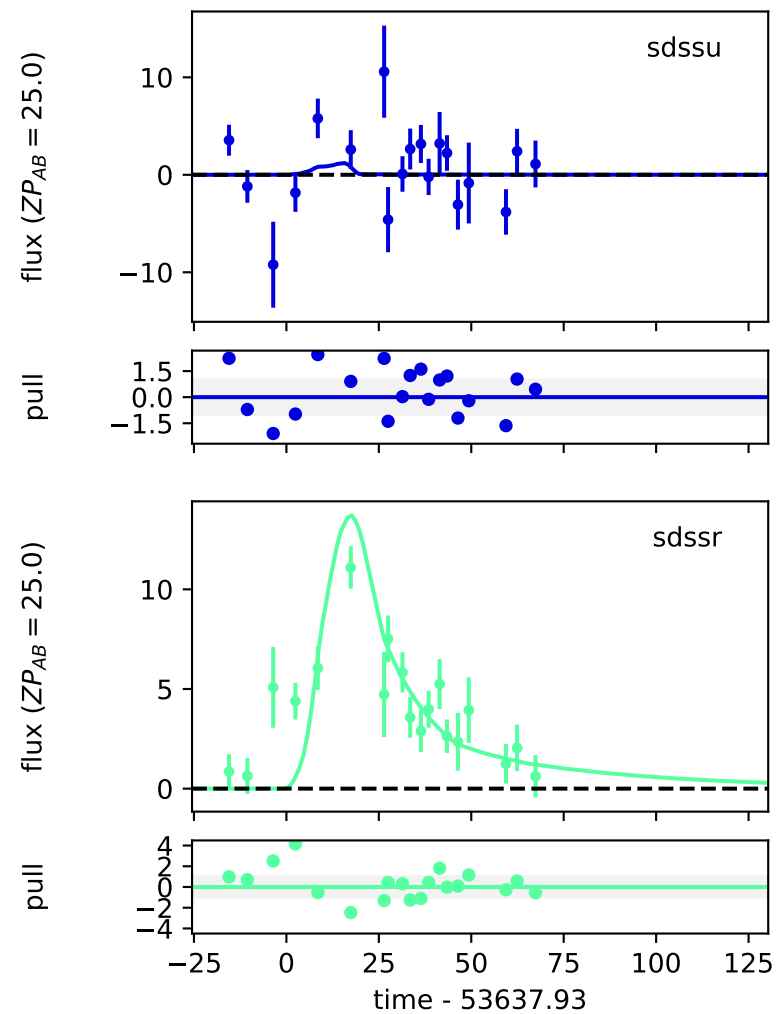 sdssu
flux (ZP_AB = 25.0)
10
0
−10
pull
1.5
0.0
−1.5
sdssr
flux (ZP_AB = 25.0)
10
5
0
pull
4
2
0
−2
−4
−25 0 25 50 75 100 125
time - 53637.93